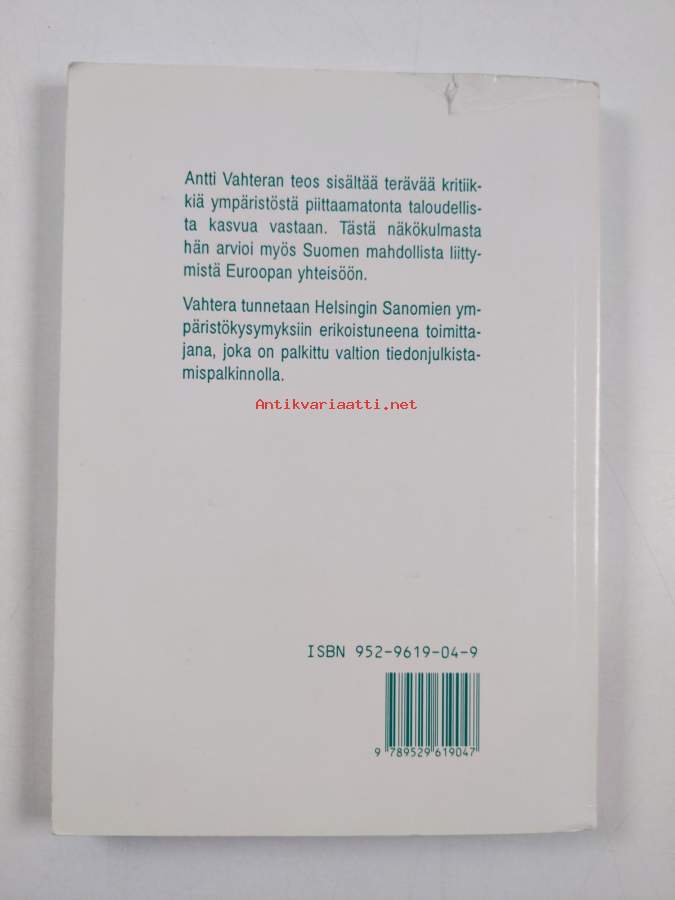 Antti Vahteran teos sisältää terävää kritiik-
kiä ympäristöstä piittaamatonta taloudellis-
ta kasvua vastaan. Tästä näkökulmasta
hän arvioi myös Suomen mahdollista liitty-
mistä Euroopan yhteisöön.
Vahtera tunnetaan Helsingin Sanomien ym-
päristökysymyksiin erikoistuneena toimitta-
jana, joka on palkittu valtion tiedonjulkista-
mispalkinnolla.
Antikvariaatti.net
ISBN 952-9619-04-9
9 789529 619047